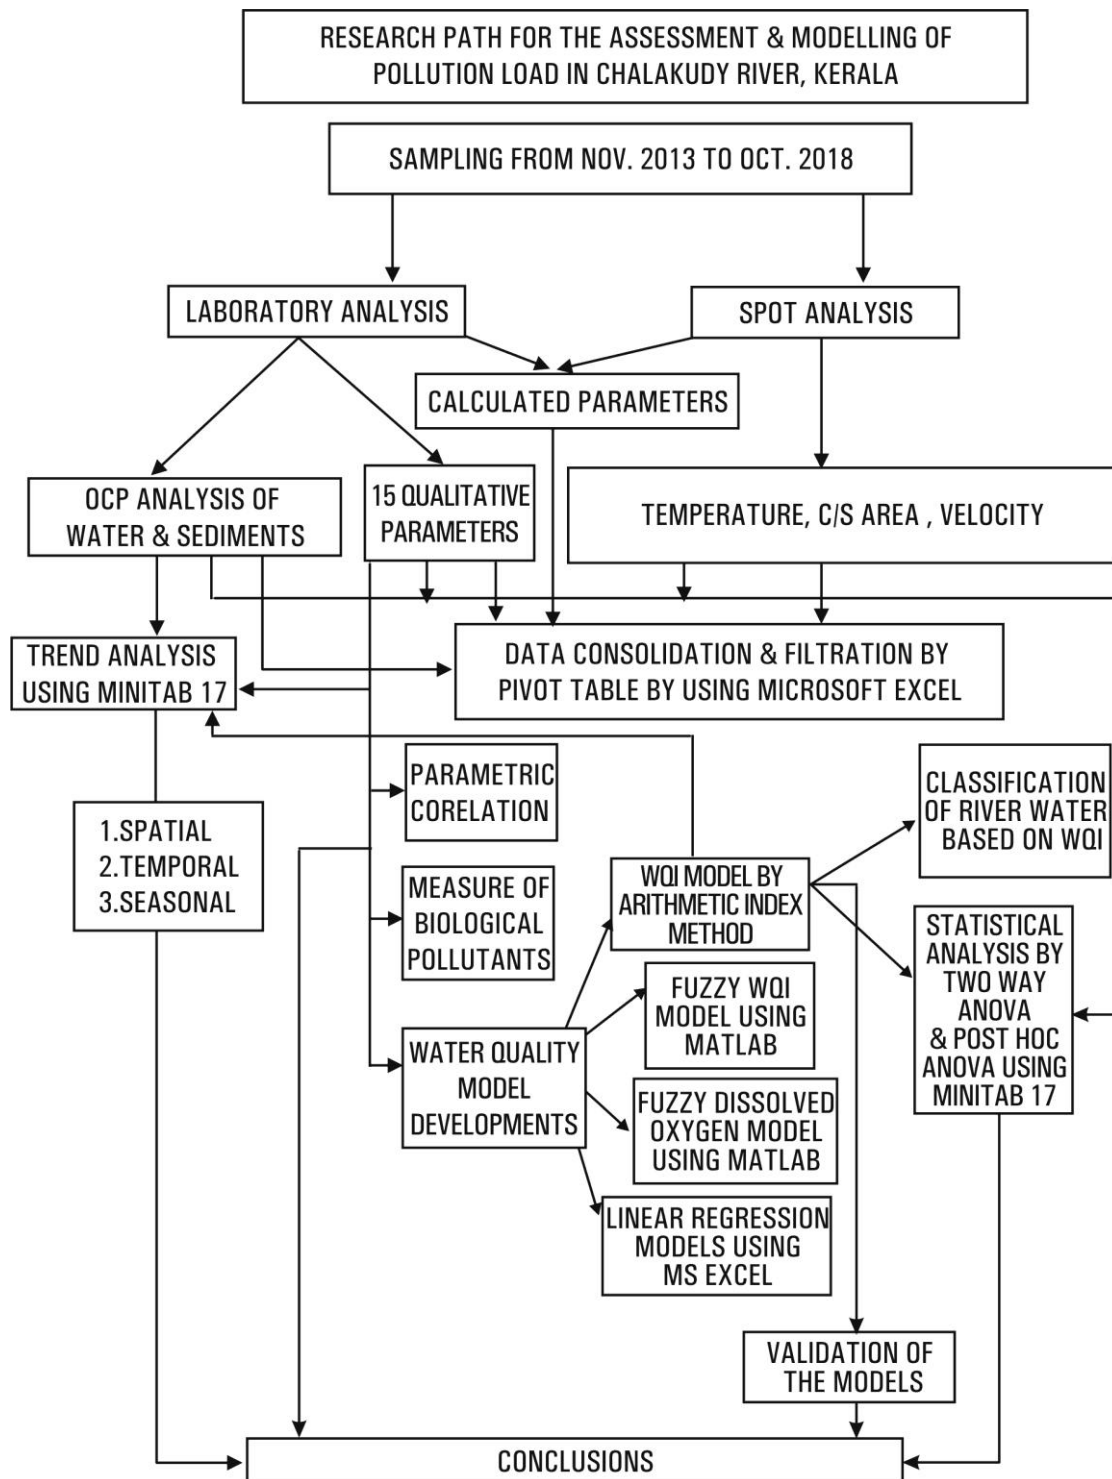 RESEARCH PATH FOR THE ASSESSMENT & MODELLING OF
POLLUTION LOAD IN CHALAKUDY RIVER, KERALA
SAMPLING FROM NOV. 2013 TO OCT. 2018
LABORATORY ANALYSIS
SPOT ANALYSIS
CALCULATED PARAMETERS
OCP ANALYSIS OF
WATER & SEDIMENTS
15 QUALITATIVE
PARAMETERS
TEMPERATURE, C/S AREA , VELOCITY
TREND ANALYSIS
USING MINITAB 17
DATA CONSOLIDATION & FILTRATION BY
PIVOT TABLE BY USING MICROSOFT EXCEL
PARAMETRIC
CORELATION
CLASSIFICATION
OF RIVER WATER
BASED ON WQI
1.SPATIAL
2.TEMPORAL
3.SEASONAL
MEASURE OF
BIOLOGICAL
POLLUTANTS
WQI MODEL BY
ARITHMETIC INDEX
METHOD
STATISTICAL
ANALYSIS BY
TWO WAY
ANOVA
& POST HOC
ANOVA USING
MINITAB 17
FUZZY WQI
MODEL USING
MATLAB
WATER QUALITY
MODEL
DEVELOPMENTS
FUZZY DISSOLVED
OXYGEN MODEL
USING MATLAB
LINEAR REGRESSION
MODELS USING
MS EXCEL
VALIDATION OF
THE MODELS
CONCLUSIONS